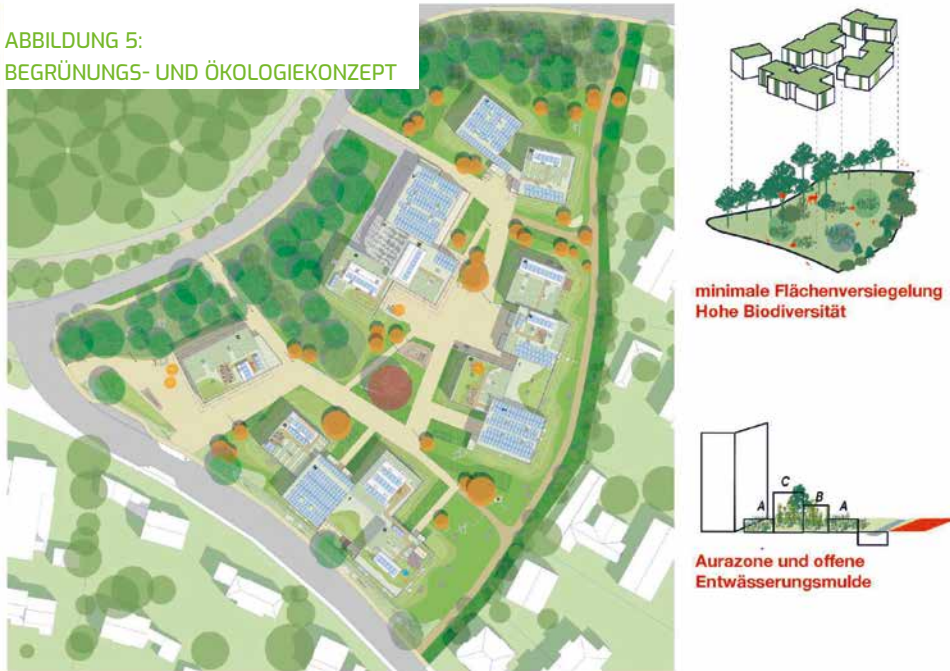 ABBILDUNG 5:
BEGRÜNUNGS- UND ÖKOLOGIEKONZEPT
minimale Flächenversiegelung
Hohe Biodiversität
A
C
B
A
Aurazone und offene
Entwässerungsmulde